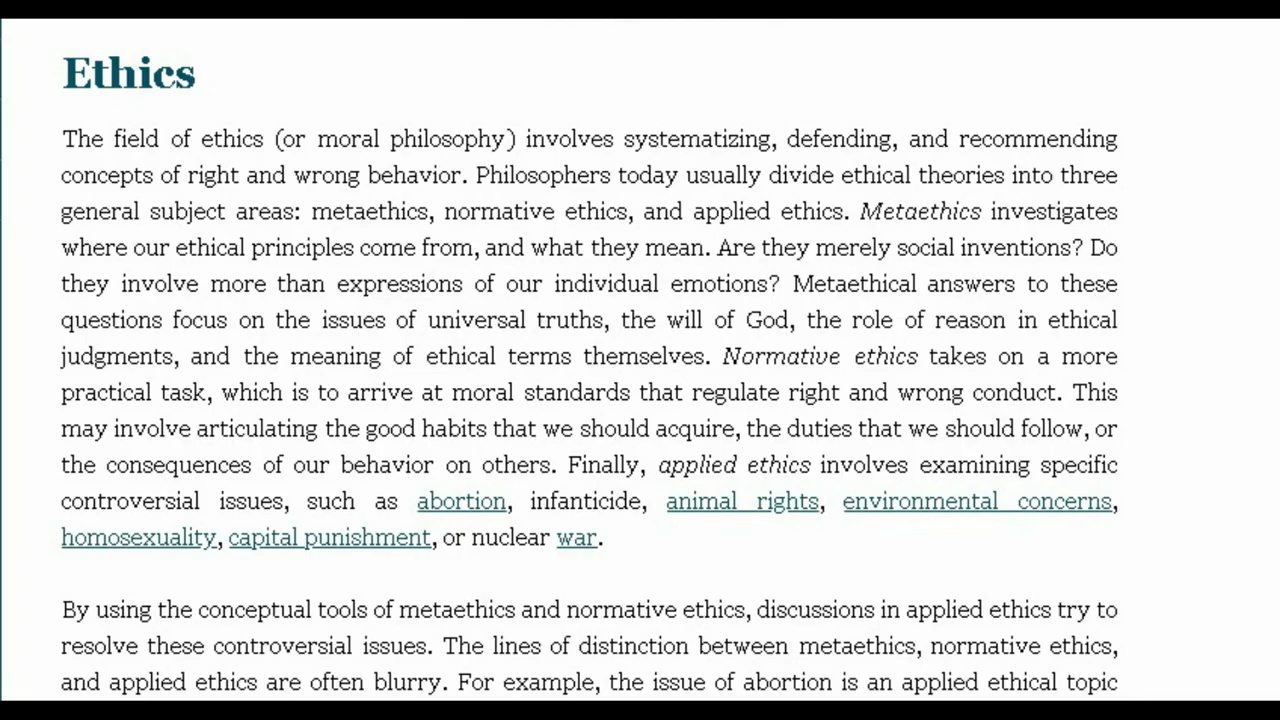 Ethics
The field of ethics (or moral philosophy) involves systematizing, defending, and recommending
concepts of right and wrong behavior. Philosophers today usually divide ethical theories into three
general subject areas: metaethics, normative ethics, and applied ethics. Metaethics investigates
where our ethical principles come from, and what they mean. Are they merely social inventions? Do
they involve more than expressions of our individual emotions? Metaethical answers to these
questions focus on the issues of universal truths, the will of God, the role of reason in ethical
judgments, and the meaning of ethical terms themselves. Normative ethics takes on a more
practical task, which is to arrive at moral standards that regulate right and wrong conduct. This
may involve articulating the good habits that we should acquire, the duties that we should follow, or
the consequences of our behavior on others. Finally, applied ethics involves examining specific
controversial issues, such as abortion, infanticide, animal rights, environmental concerns,
homosexuality, capital punishment, or nuclear war.
By using the conceptual tools of metaethics and normative ethics, discussions in applied ethics try to
resolve these controversial issues. The lines of distinction between metaethics, normative ethics,
and applied ethics are often blurry. For example, the issue of abortion is an applied ethical topic